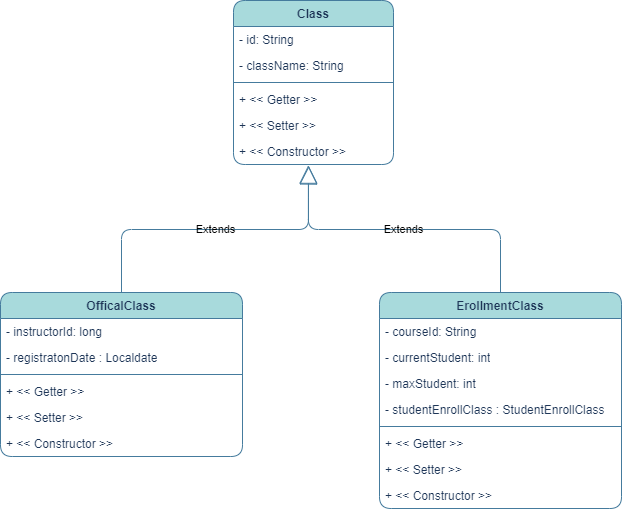 Class
- id: String
- className: String
+ << Getter >>
+ << Setter >>
+ << Constructor >>
Extends
Extends
OfficalClass
- instructorId: long
- registratonDate : Localdate
+ << Getter >>
+ << Setter >>
+ << Constructor >>
ErollmentClass
- courseId: String
- currentStudent: int
- maxStudent: int
- studentEnrollClass : StudentEnrollClass
+ << Getter >>
+ << Setter >>
+ << Constructor >>